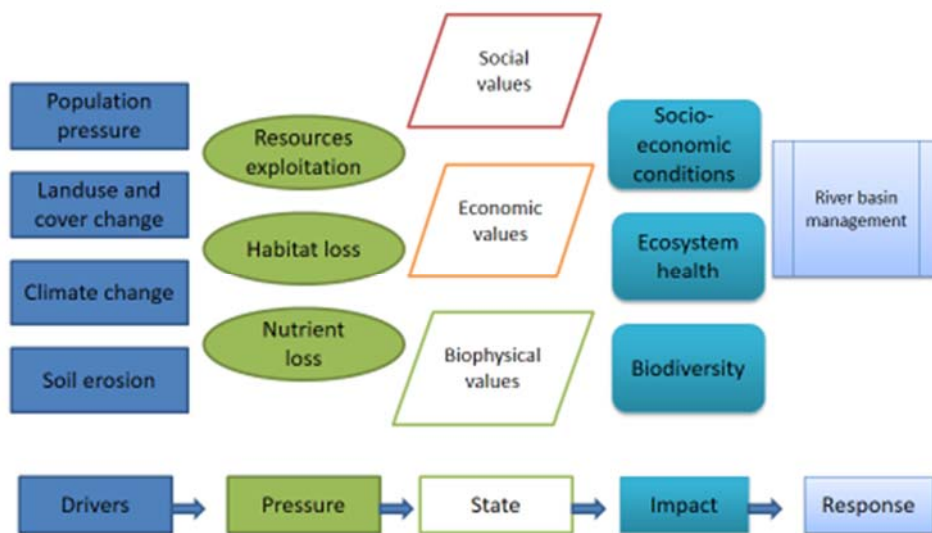 Population
pressure
Landuse and
cover change
Climate change
Soil erosion
Resources
exploitation
Habitat loss
Nutrient
loss
Social
values
Economic
values
Biophysical
values
Socio-
economic
conditions
Ecosystem
health
Biodiversity
River basin
management
Drivers
Pressure
State
Impact
Response